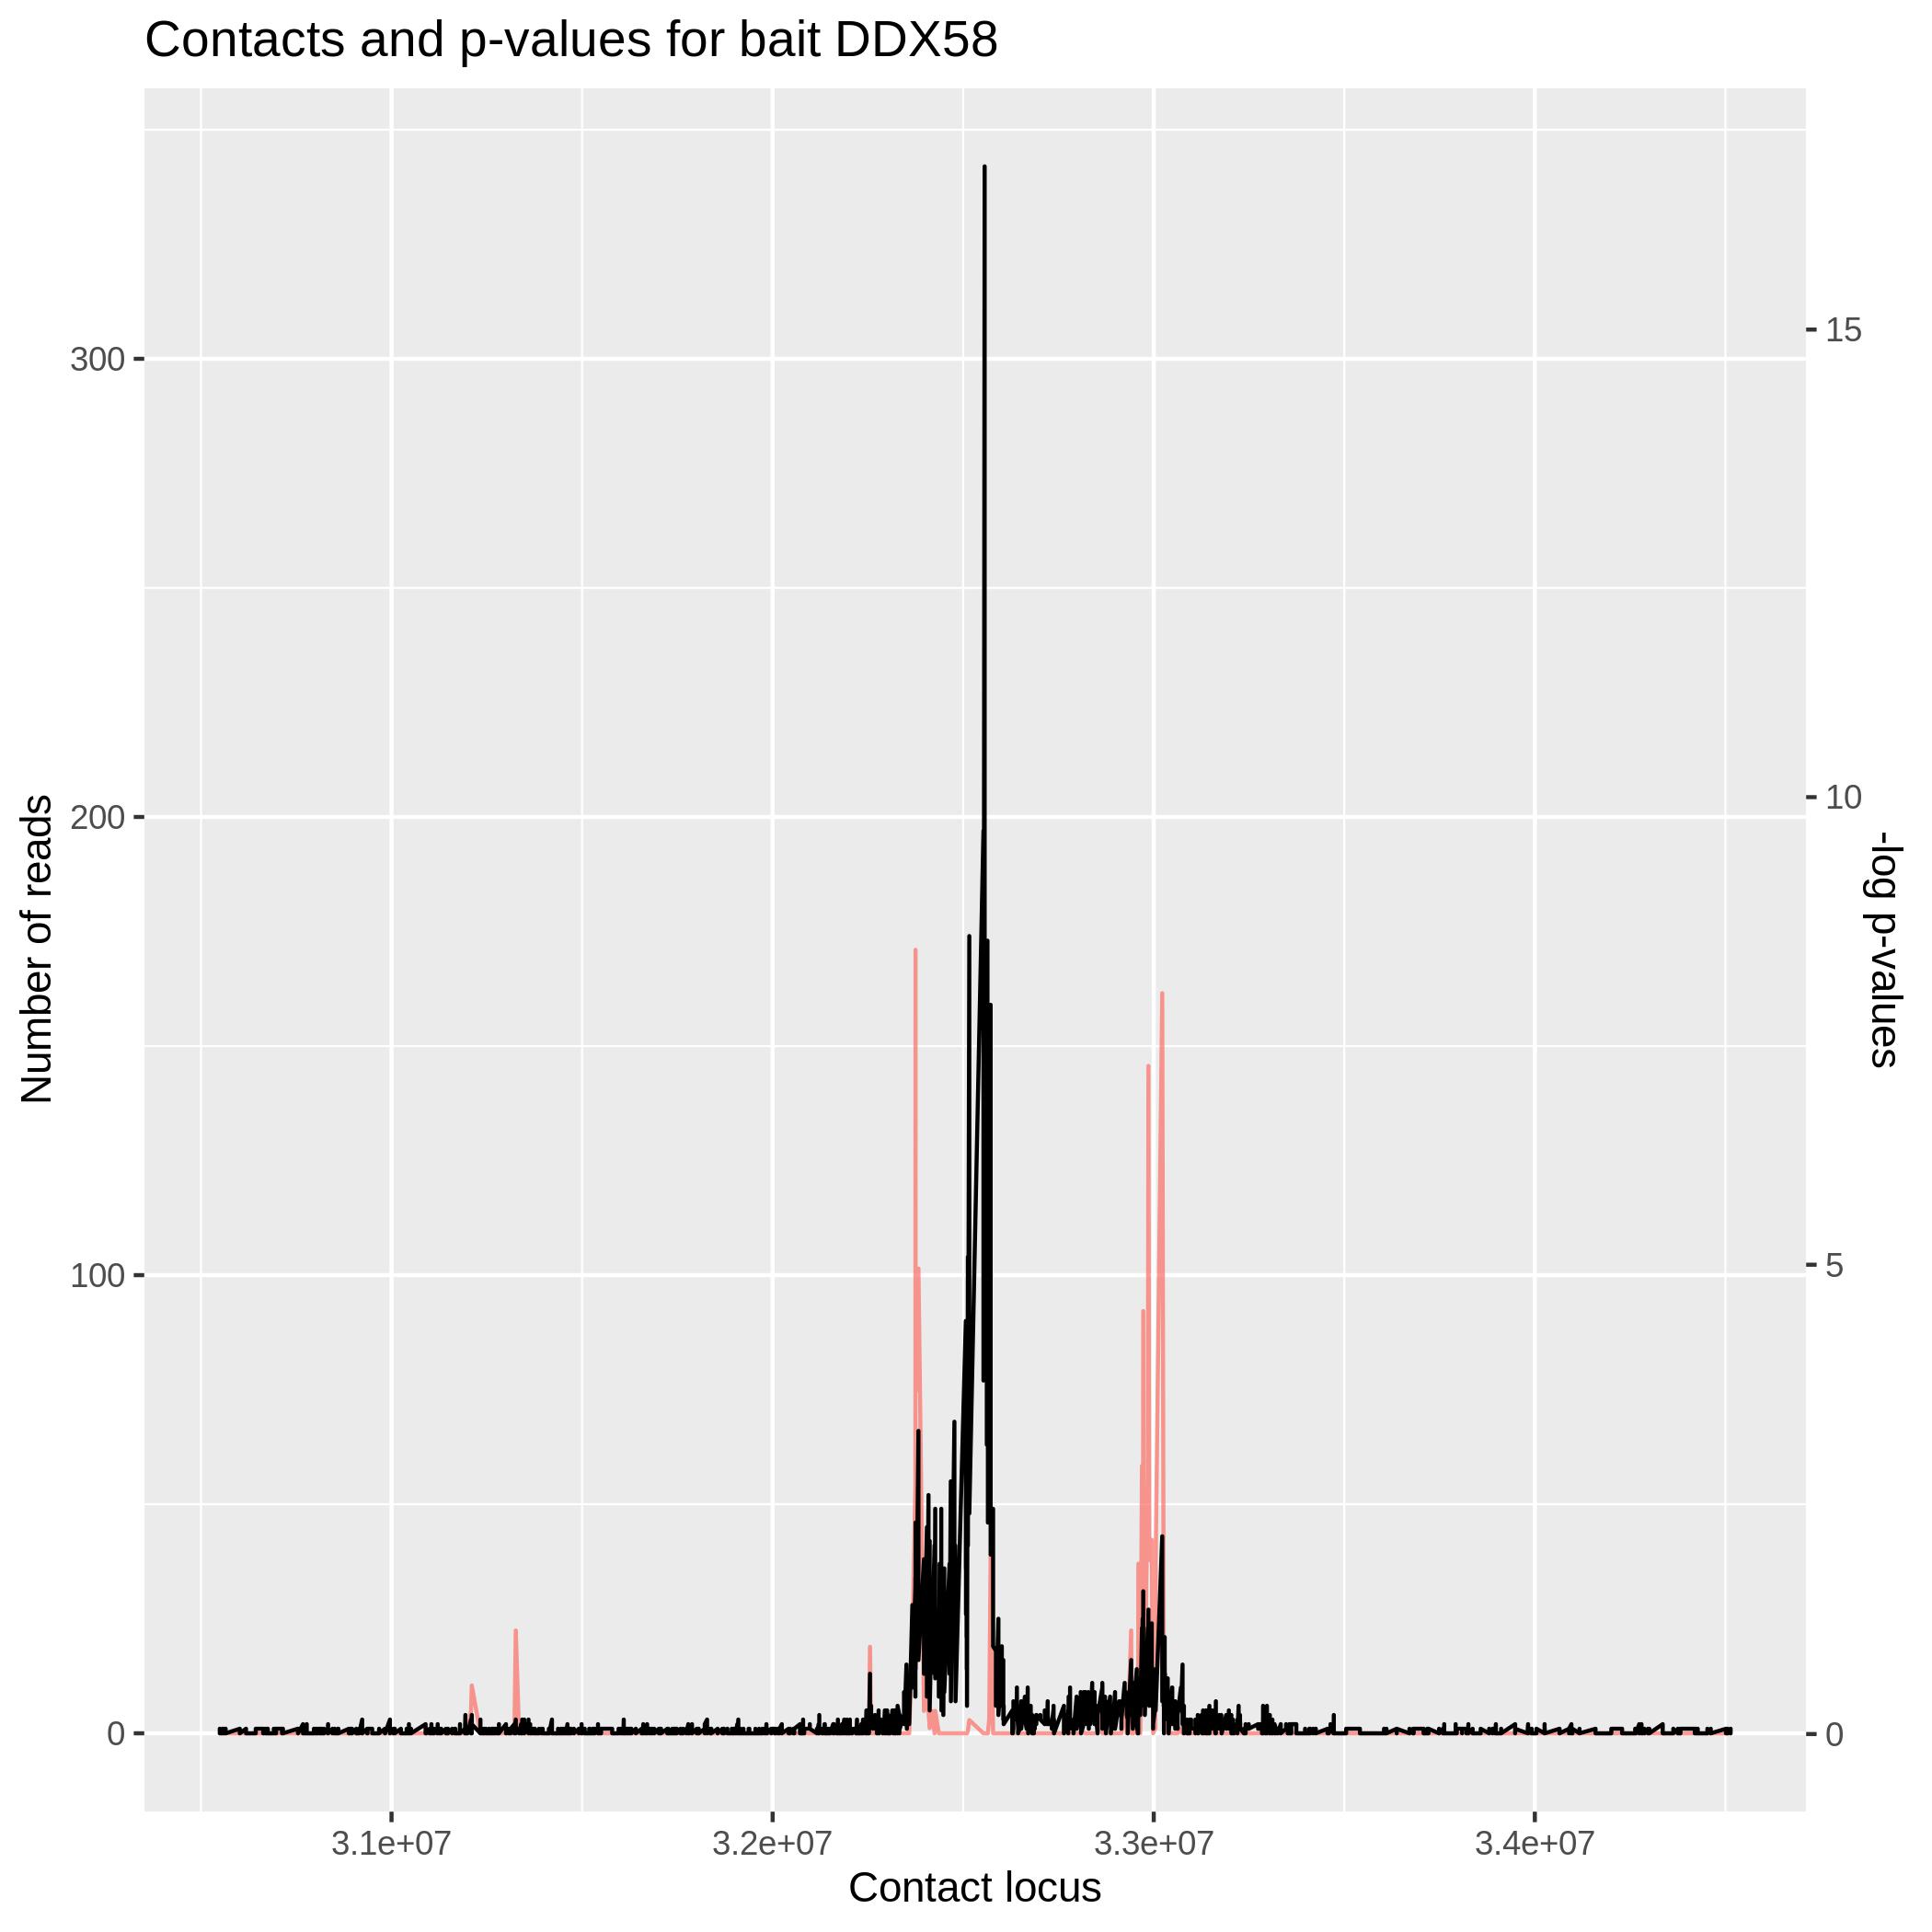 Contacts and p-values for bait DDX58
Number of reads
300
200
100
0
15
10
5
0
-log p-values
3.1e+07 3.2e+07 3.3e+07 3.4e+07
Contact locus